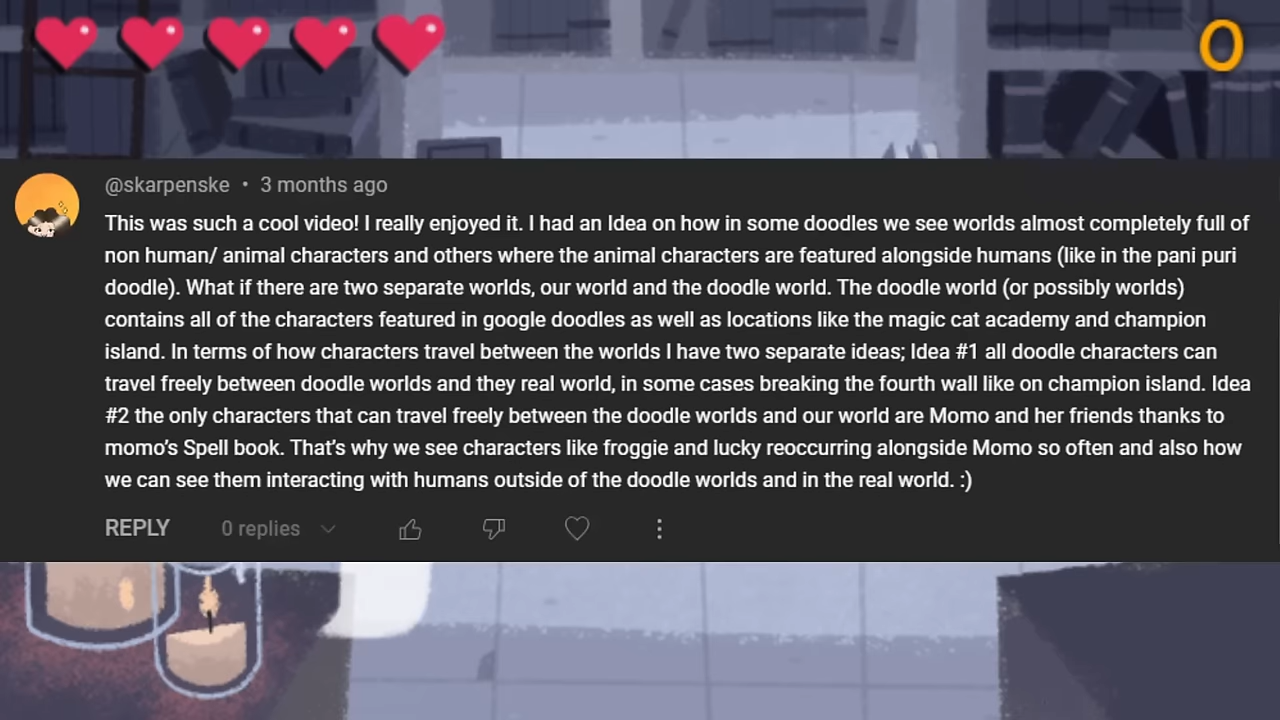 0
@skarpenske • 3 months ago
This was such a cool video! I really enjoyed it. I had an Idea on how in some doodles we see worlds almost completely full of
non human/ animal characters and others where the animal characters are featured alongside humans (like in the pani puri
doodle). What if there are two separate worlds, our world and the doodle world. The doodle world (or possibly worlds)
contains all of the characters featured in google doodles as well as locations like the magic cat academy and champion
island. In terms of how characters travel between the worlds I have two separate ideas; Idea #1 all doodle characters can
travel freely between doodle worlds and they real world, in some cases breaking the fourth wall like on champion island. Idea
#2 the only characters that can travel freely between the doodle worlds and our world are Momo and her friends thanks to
momo’s Spell book. That’s why we see characters like froggie and lucky reoccurring alongside Momo so often and also how
we can see them interacting with humans outside of the doodle worlds and in the real world. :)
REPLY 0 replies